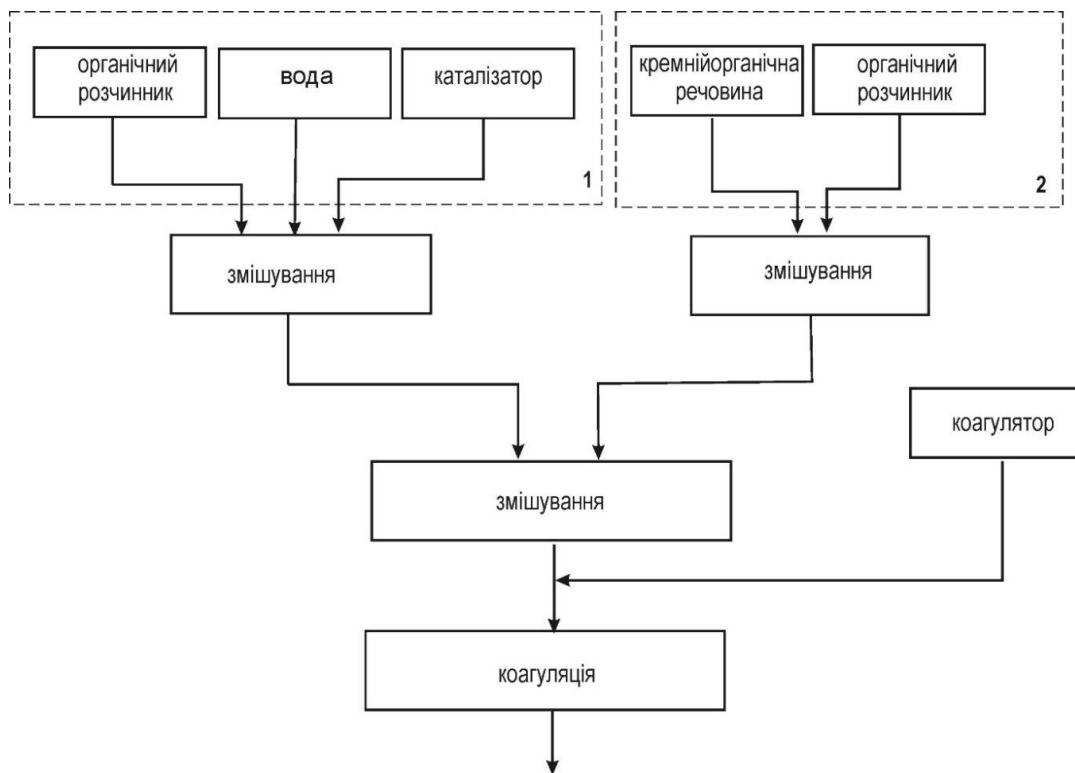 органічний
розчинник
вода
каталізатор
1
кремнійорганічна
речовина
органічний
розчинник
2
змішування
змішування
коагулятор
змішування
коагуляція